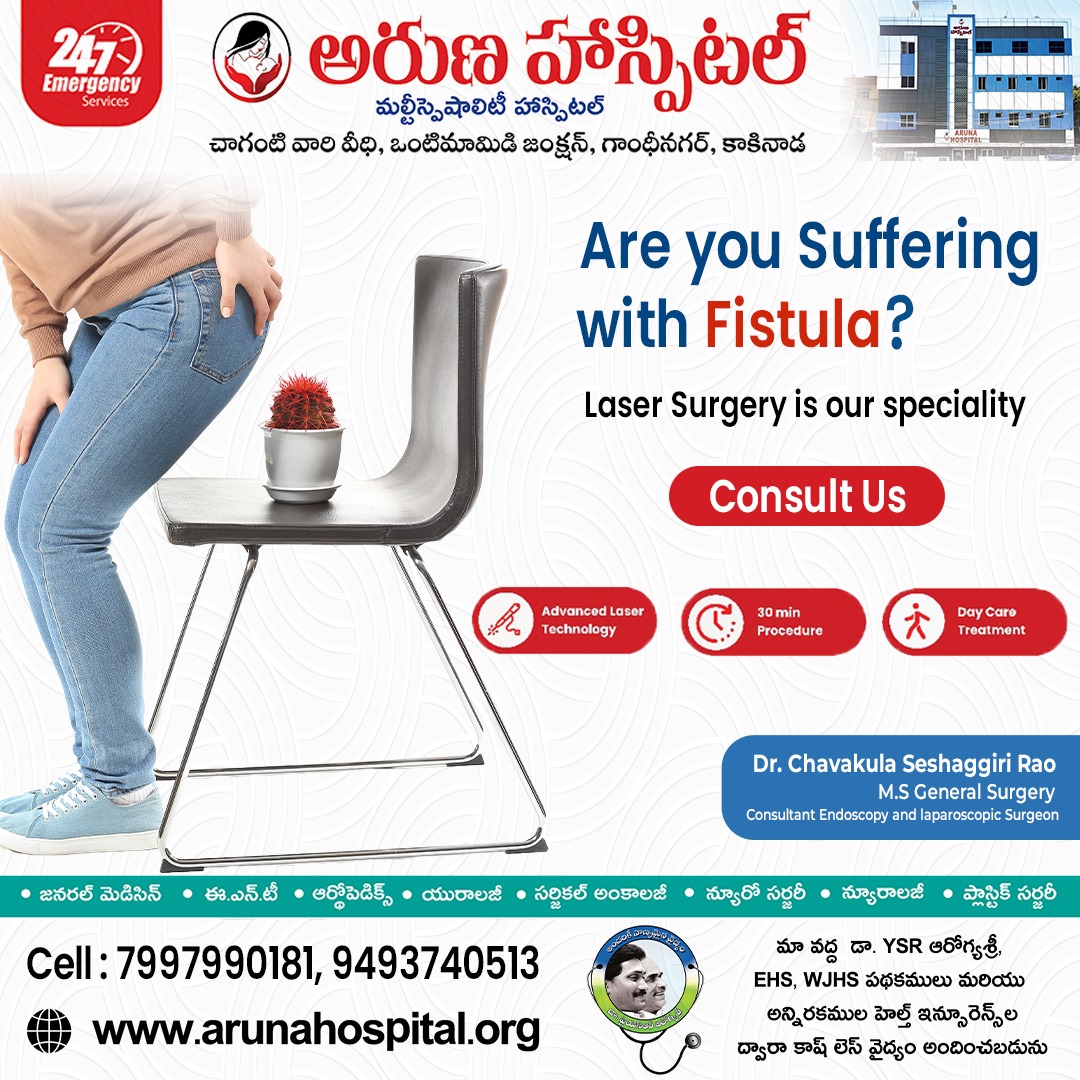 24/7
Emergency
Services
అరుణ హాస్పిటల్
మల్టీస్పెషాలిటీ హాస్పిటల్
చాగంటి వారి వీధి, ఒంటిమామిడి జంక్షన్, గాంధీనగర్, కాకినాడ
అరుణ
హాస్పిటల్
ARUNA
HOSPITAL
Are you Suffering
with Fistula?
Laser Surgery is our speciality
Consult Us
Advanced Laser
Technology
30 min
Procedure
Day Care
Treatment
Dr. Chavakula Seshaggiri Rao
M.S General Surgery
Consultant Endoscopy and laparoscopic Surgeon
• జనరల్ మెడిసిన్ • ఈ.ఎన్.టీ • ఆర్థోపెడిక్స్ • యురాలజీ • సర్జికల్ అంకాలజీ • న్యూరో సర్జరీ • న్యూరాలజీ • ప్లాస్టిక్ సర్జరీ
Cell : 7997990181, 9493740513
www.arunahospital.org
మా వద్ద డా. YSR ఆరోగ్యశ్రీ,
EHS, WJHS పథకములు మరియు
అన్నిరకముల హెల్త్ ఇన్సూరెన్స్‌ల
ద్వారా కాష్ లెస్ వైద్యం అందించబడును